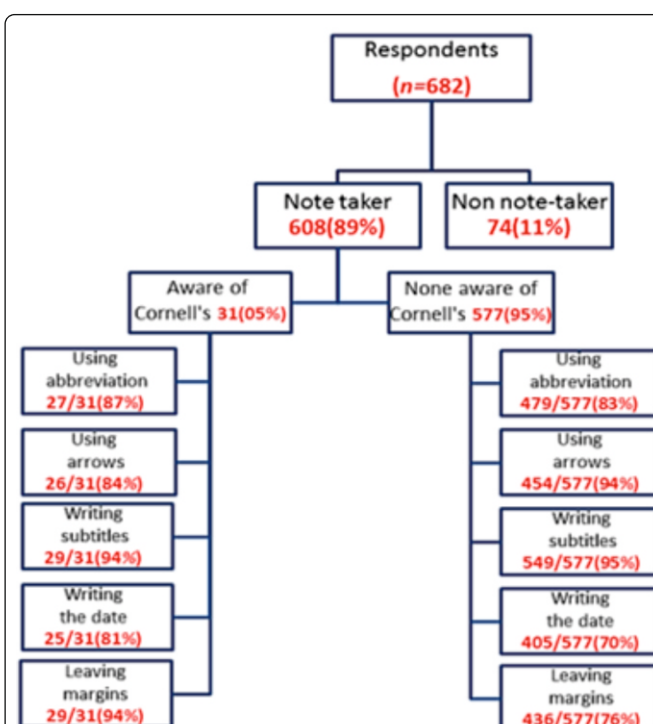 Respondents
(n=682)
Note taker
608(89%)
Non note-taker
74(11%)
Aware of
Cornell's 31(05%)
None aware of
Cornell's 577(95%)
Using
abbreviation
27/31(87%)
Using
arrows
26/31(84%)
Writing
subtitles
29/31(94%)
Writing
the date
25/31(81%)
Leaving
margins
29/31(94%)
Using
abbreviation
479/577(83%)
Using
arrows
454/577(94%)
Writing
subtitles
549/577(95%)
Writing
the date
405/577(70%)
Leaving
margins
436/577(76%)